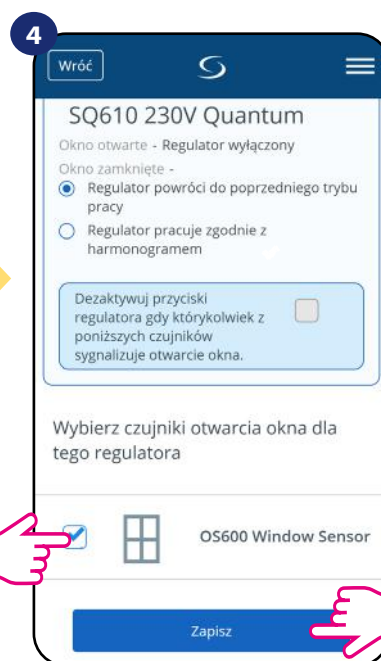 4
Wróć
SQ610 230V Quantum
Okno otwarte - Regulator wyłączony
Okno zamknięte -
Regulator powróci do poprzedniego trybu
pracy
Regulator pracuje zgodnie z
harmonogramem
Dezaktywuj przyciski
regulatora gdy którykolwiek z
poniższych czujników
sygnalizuje otwarcie okna.
Wybierz czujniki otwarcia okna dla
tego regulatora
OS600 Window Sensor
Zapisz